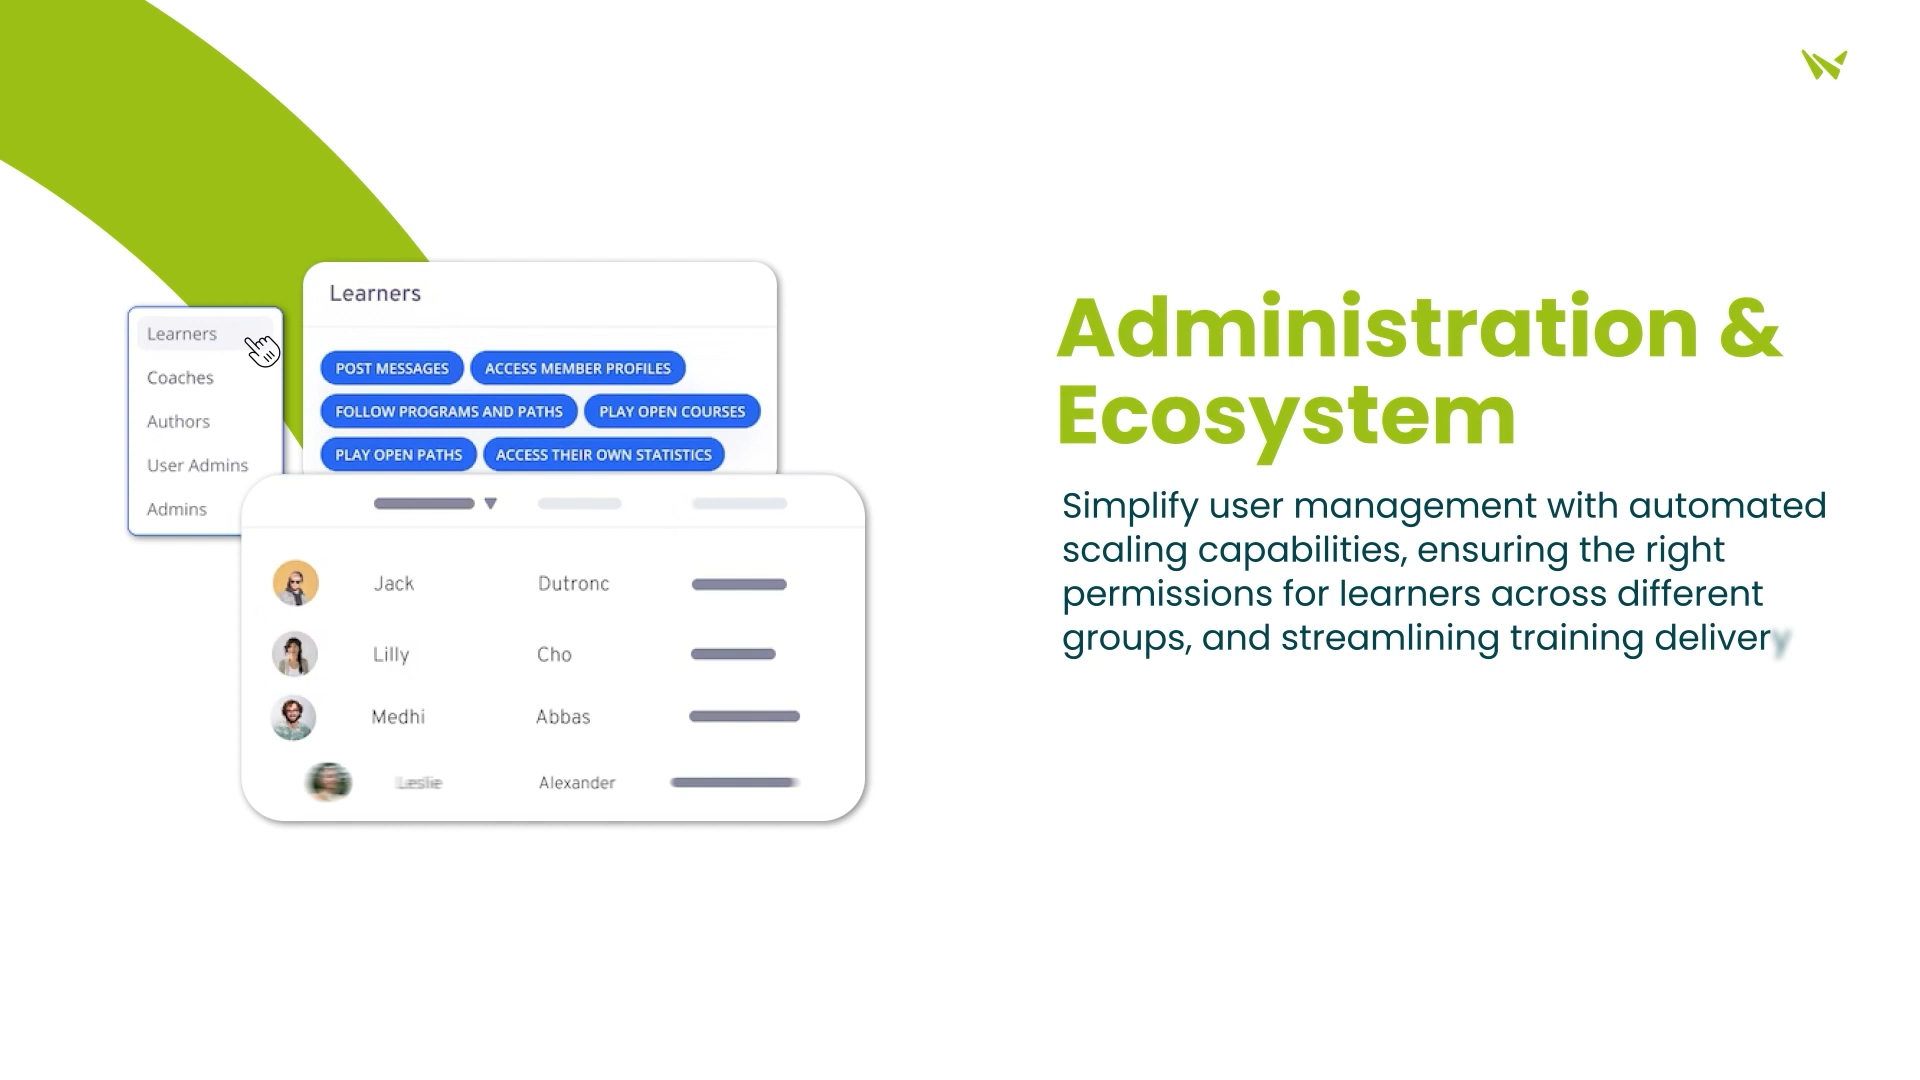 Administration &
Ecosystem
Simplify user management with automated
scaling capabilities, ensuring the right
permissions for learners across different
groups, and streamlining training delivery
Learners
Coaches
Authors
User Admins
Admins
Learners
POST MESSAGES ACCESS MEMBER PROFILES
FOLLOW PROGRAMS AND PATHS PLAY OPEN COURSES
PLAY OPEN PATHS ACCESS THEIR OWN STATISTICS
Jack Dutronc
Lilly Cho
Medhi Abbas
Leslie Alexander